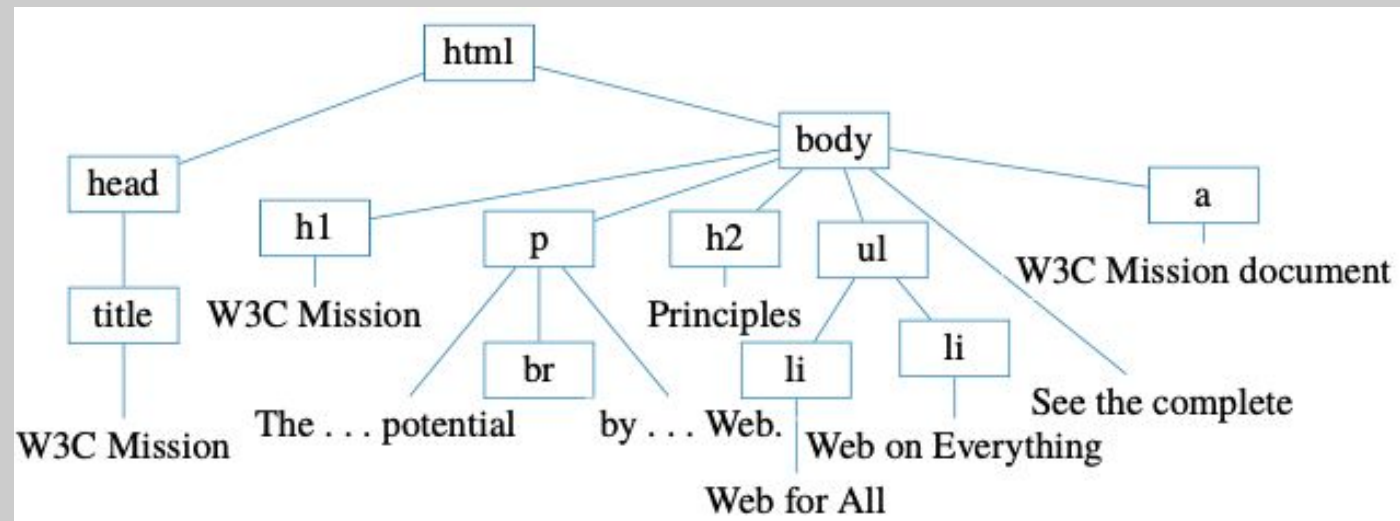 html
body
head
a
h1
p
h2
ul
W3C Mission document
title
W3C Mission
Principles
li
br
li
See the complete
The . . . potential
by . . . Web.
W3C Mission
Web on Everything
Web for All